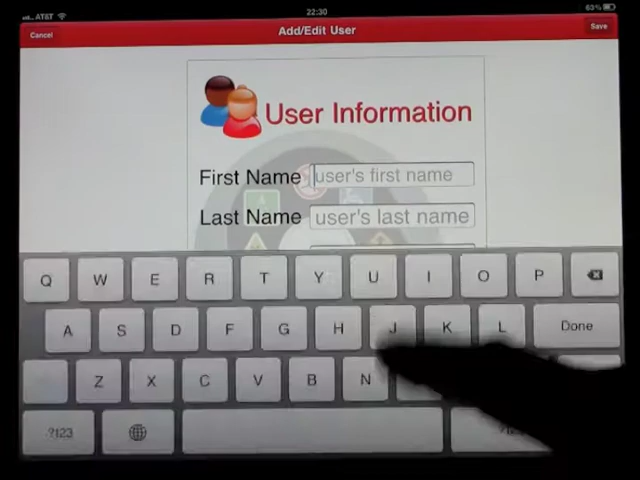 AT&T 22:30 63%
Cancel Add/Edit User Save
User Information
First Name user's first name
Last Name user's last name
Q W E R T Y U I O P
A S D F G H J K L Done
Z X C V B N
.?123